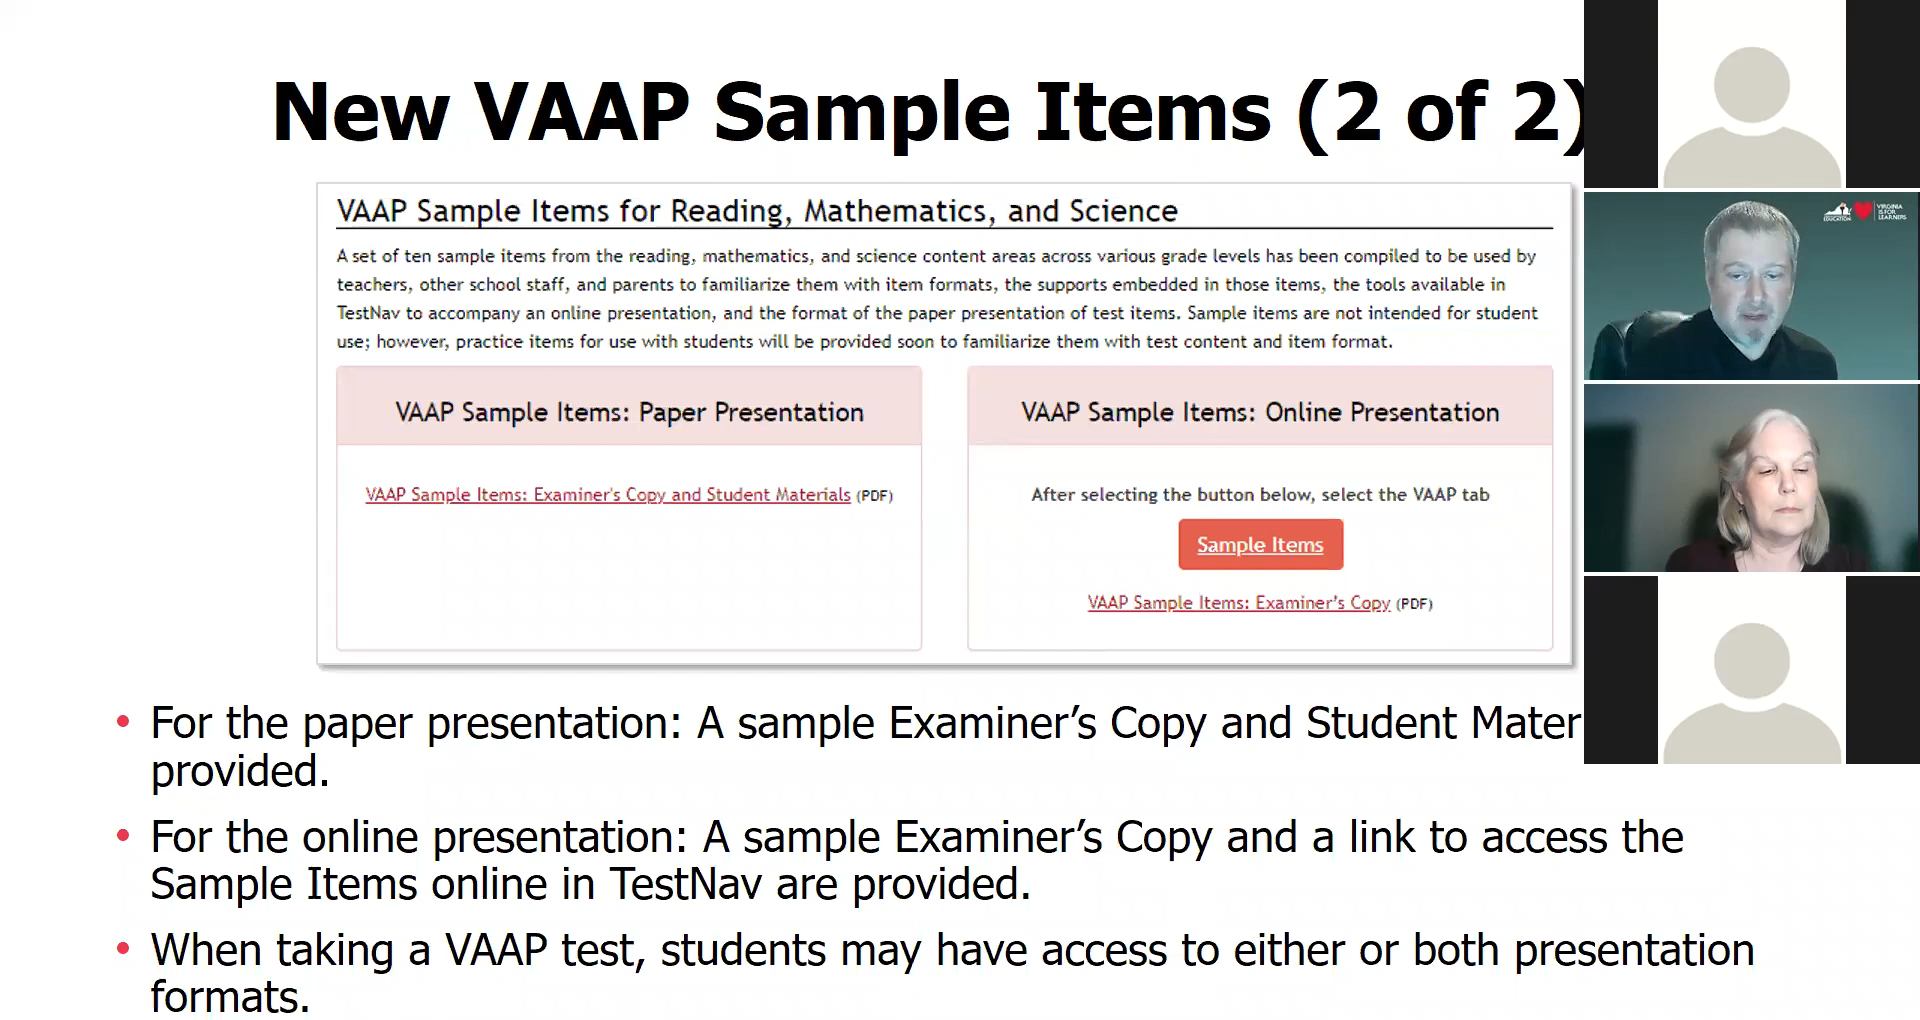 New VAAP Sample Items (2 of 2)
VAAP Sample Items for Reading, Mathematics, and Science
A set of ten sample items from the reading, mathematics, and science content areas across various grade levels has been compiled to be used by
teachers, other school staff, and parents to familiarize them with item formats, the supports embedded in those items, the tools available in
TestNav to accompany an online presentation, and the format of the paper presentation of test items. Sample items are not intended for student
use; however, practice items for use with students will be provided soon to familiarize them with test content and item format.
VAAP Sample Items: Paper Presentation
VAAP Sample Items: Examiner's Copy and Student Materials (PDF)
VAAP Sample Items: Online Presentation
After selecting the button below, select the VAAP tab
Sample Items
VAAP Sample Items: Examiner's Copy (PDF)
• For the paper presentation: A sample Examiner’s Copy and Student Mater
provided.
• For the online presentation: A sample Examiner’s Copy and a link to access the
Sample Items online in TestNav are provided.
• When taking a VAAP test, students may have access to either or both presentation
formats.
EDUCATION
VIRGINIA
IS FOR
LEARNERS